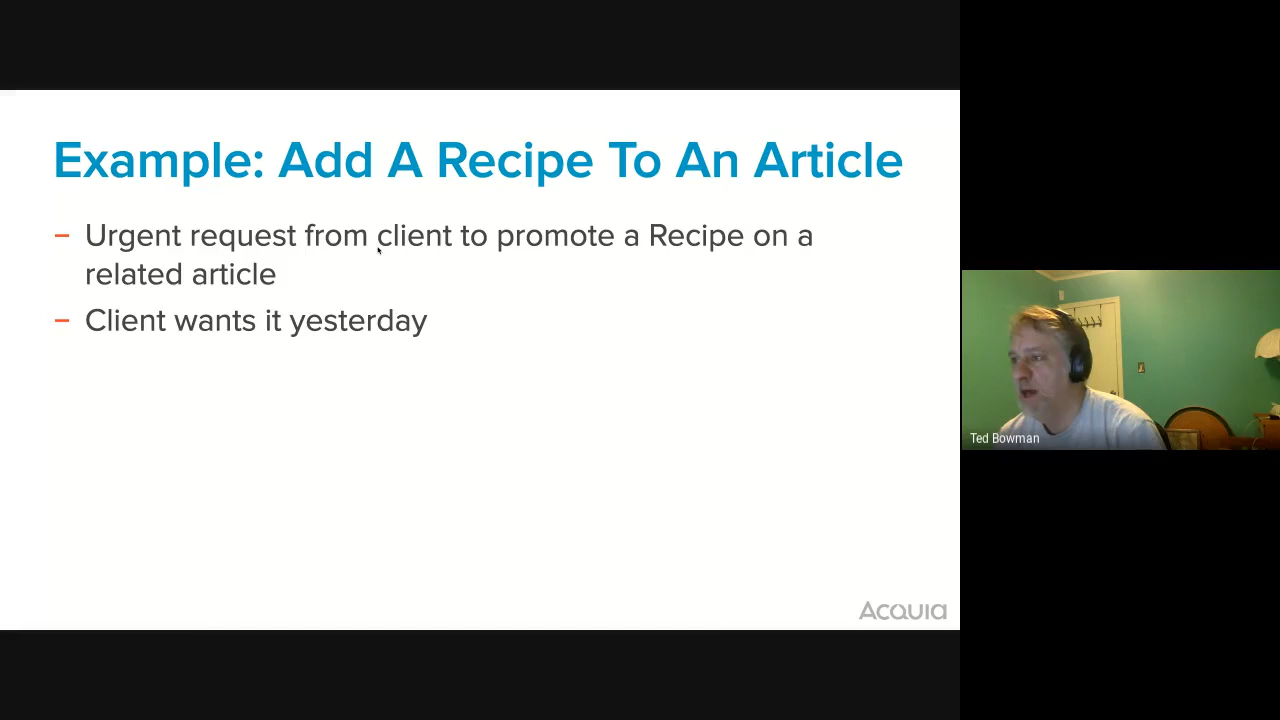 Example: Add A Recipe To An Article
– Urgent request from client to promote a Recipe on a
related article
– Client wants it yesterday
Acquia
Ted Bowman